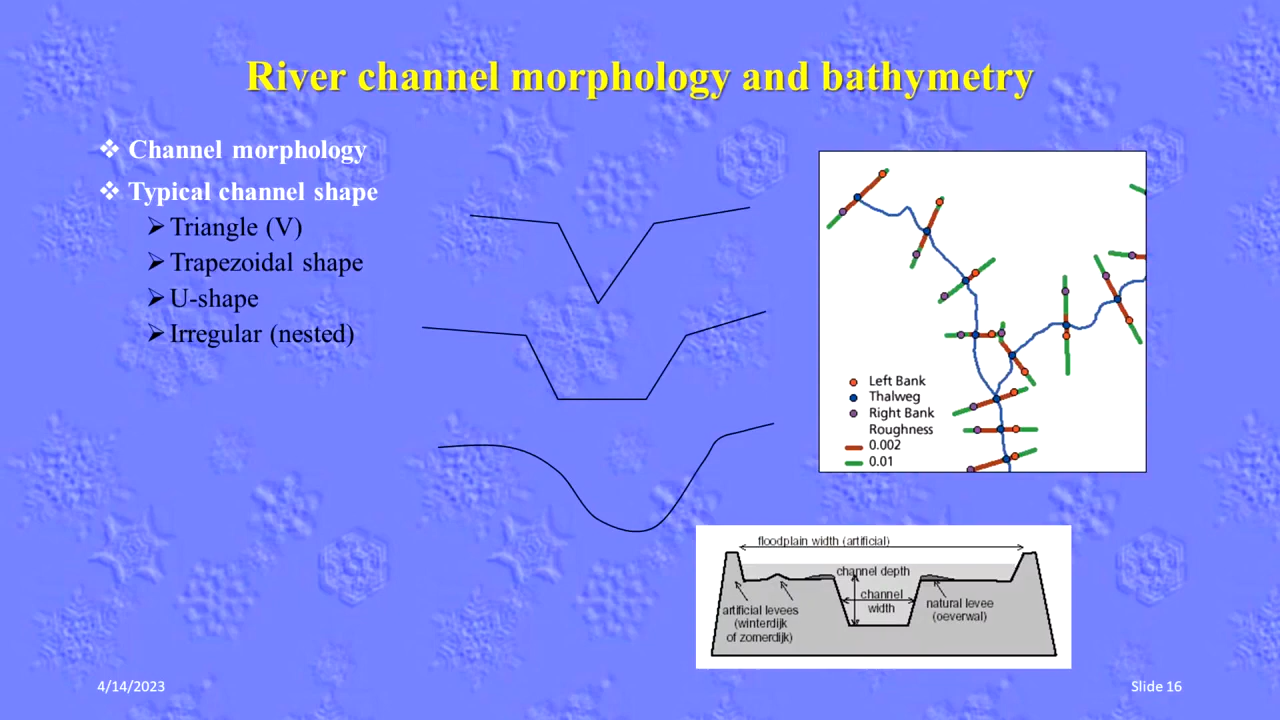 River channel morphology and bathymetry
❖ Channel morphology
❖ Typical channel shape
➢ Triangle (V)
➢ Trapezoidal shape
➢ U-shape
➢ Irregular (nested)
Left Bank
Thalweg
Right Bank
Roughness
0.002
0.01
floodplain width (artificial)
channel depth
channel
width
artificial levees
(winterdijk
of zomerdijk)
natural levee
(oeverwal)
4/14/2023
Slide 16